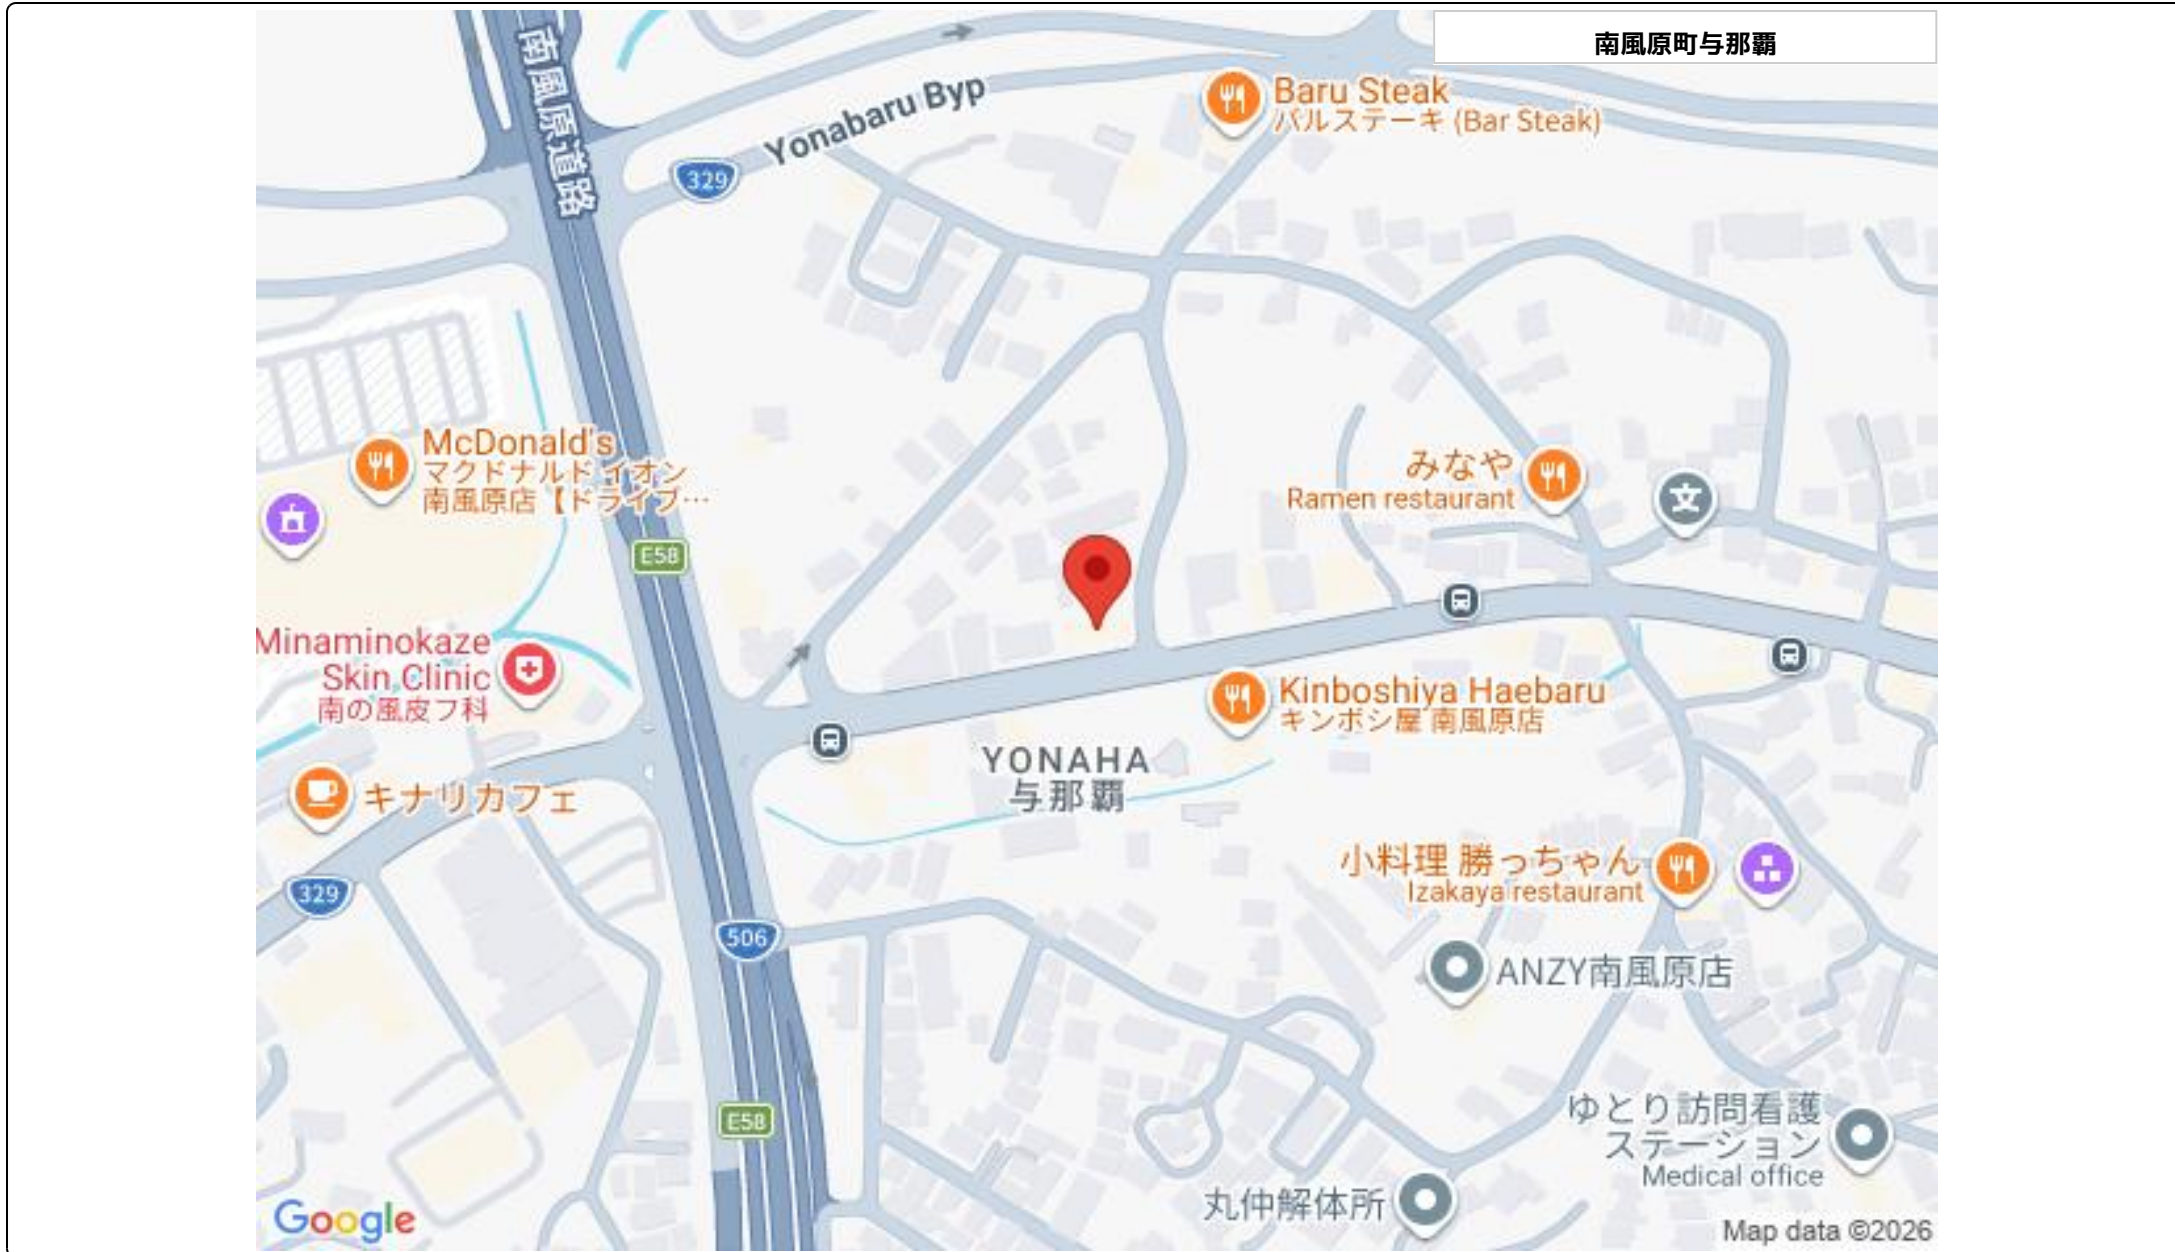 南風原町与那覇
南風原道路
Yonabaru Byp
329
Baru Steak
バルステーキ (Bar Steak)
McDonald's
マクドナルド イオン
南風原店【ドライブ…
E58
みなや
Ramen restaurant
文
Minaminokaze
Skin Clinic
南の風皮フ科
Kinboshiya Haebaru
キンボシ屋 南風原店
YONAHA
与那覇
キナリカフェ
329
小料理 勝っちゃん
Izakaya restaurant
506
ANZY南風原店
E58
ゆとり訪問看護
ステーション
Medical office
丸仲解体所
Google
Map data ©2026